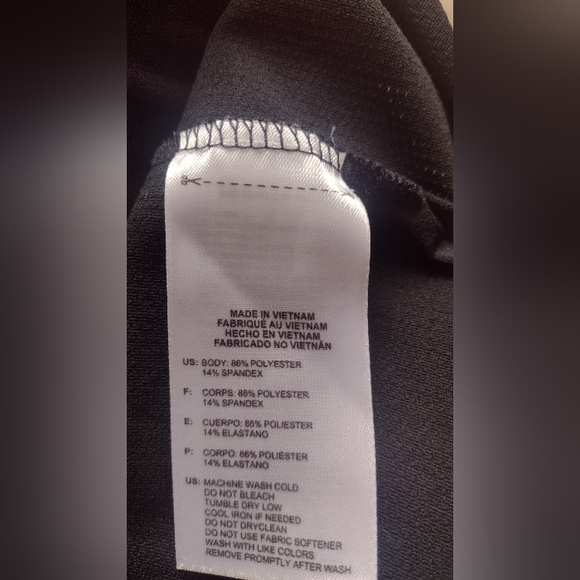 MADE IN VIETNAM
FABRIQUÉ AU VIETNAM
HECHO EN VIETNAM
FABRICADO NO VIETNÃN
US: BODY: 86% POLYESTER
14% SPANDEX
F: CORPS: 86% POLYESTER
14% SPANDEX
E: CUERPO: 86% POLIESTER
14% ELASTANO
P: CORPO: 86% POLIÉSTER
14% ELASTANO
US: MACHINE WASH COLD
DO NOT BLEACH
TUMBLE DRY LOW
COOL IRON IF NEEDED
DO NOT DRYCLEAN
DO NOT USE FABRIC SOFTENER
WASH WITH LIKE COLORS
REMOVE PROMPTLY AFTER WASH